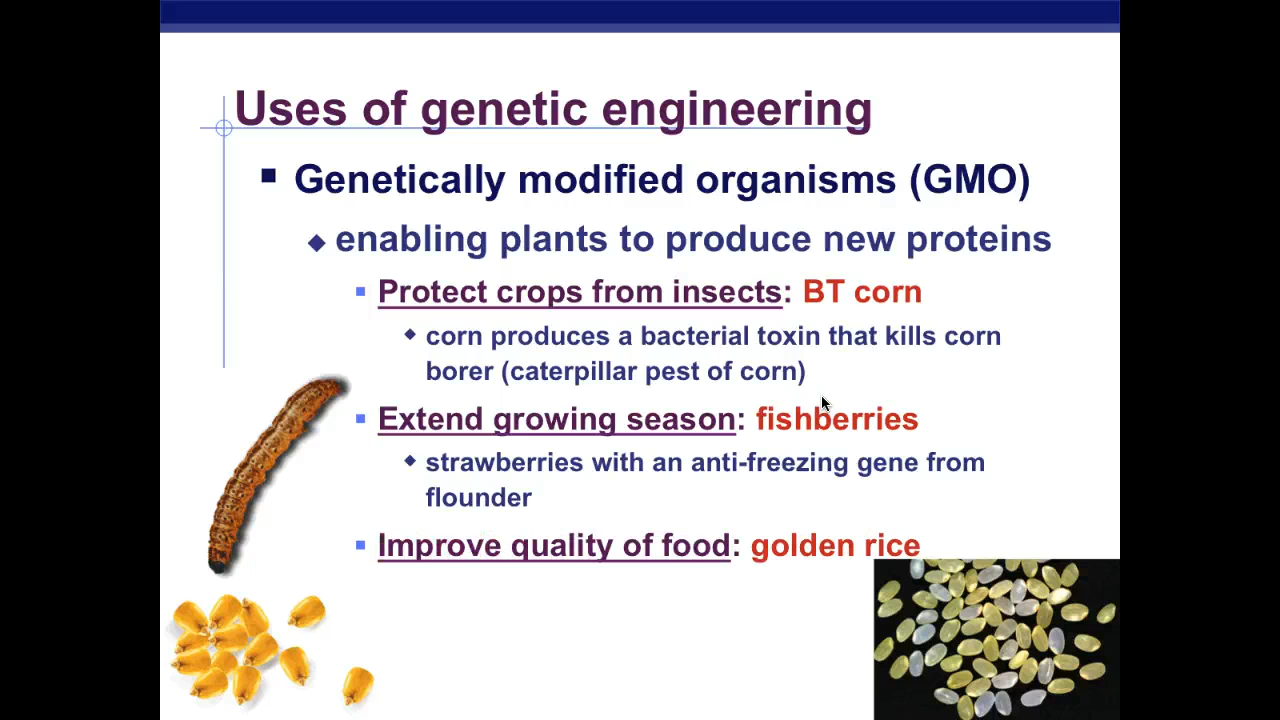 Uses of genetic engineering
Genetically modified organisms (GMO)
enabling plants to produce new proteins
Protect crops from insects: BT corn
corn produces a bacterial toxin that kills corn
borer (caterpillar pest of corn)
Extend growing season: fishberries
strawberries with an anti-freezing gene from
flounder
Improve quality of food: golden rice